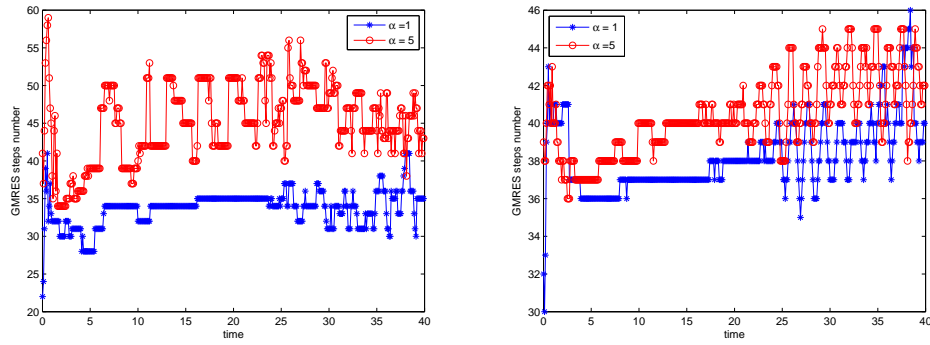 60
55
50
45
40
35
30
25
20
GMRES steps number
0 5 10 15 20 25 30 35 40
time
α = 1
α = 5
46
44
42
40
38
36
34
32
30
GMRES steps number
0 5 10 15 20 25 30 35 40
time
α = 1
α = 5